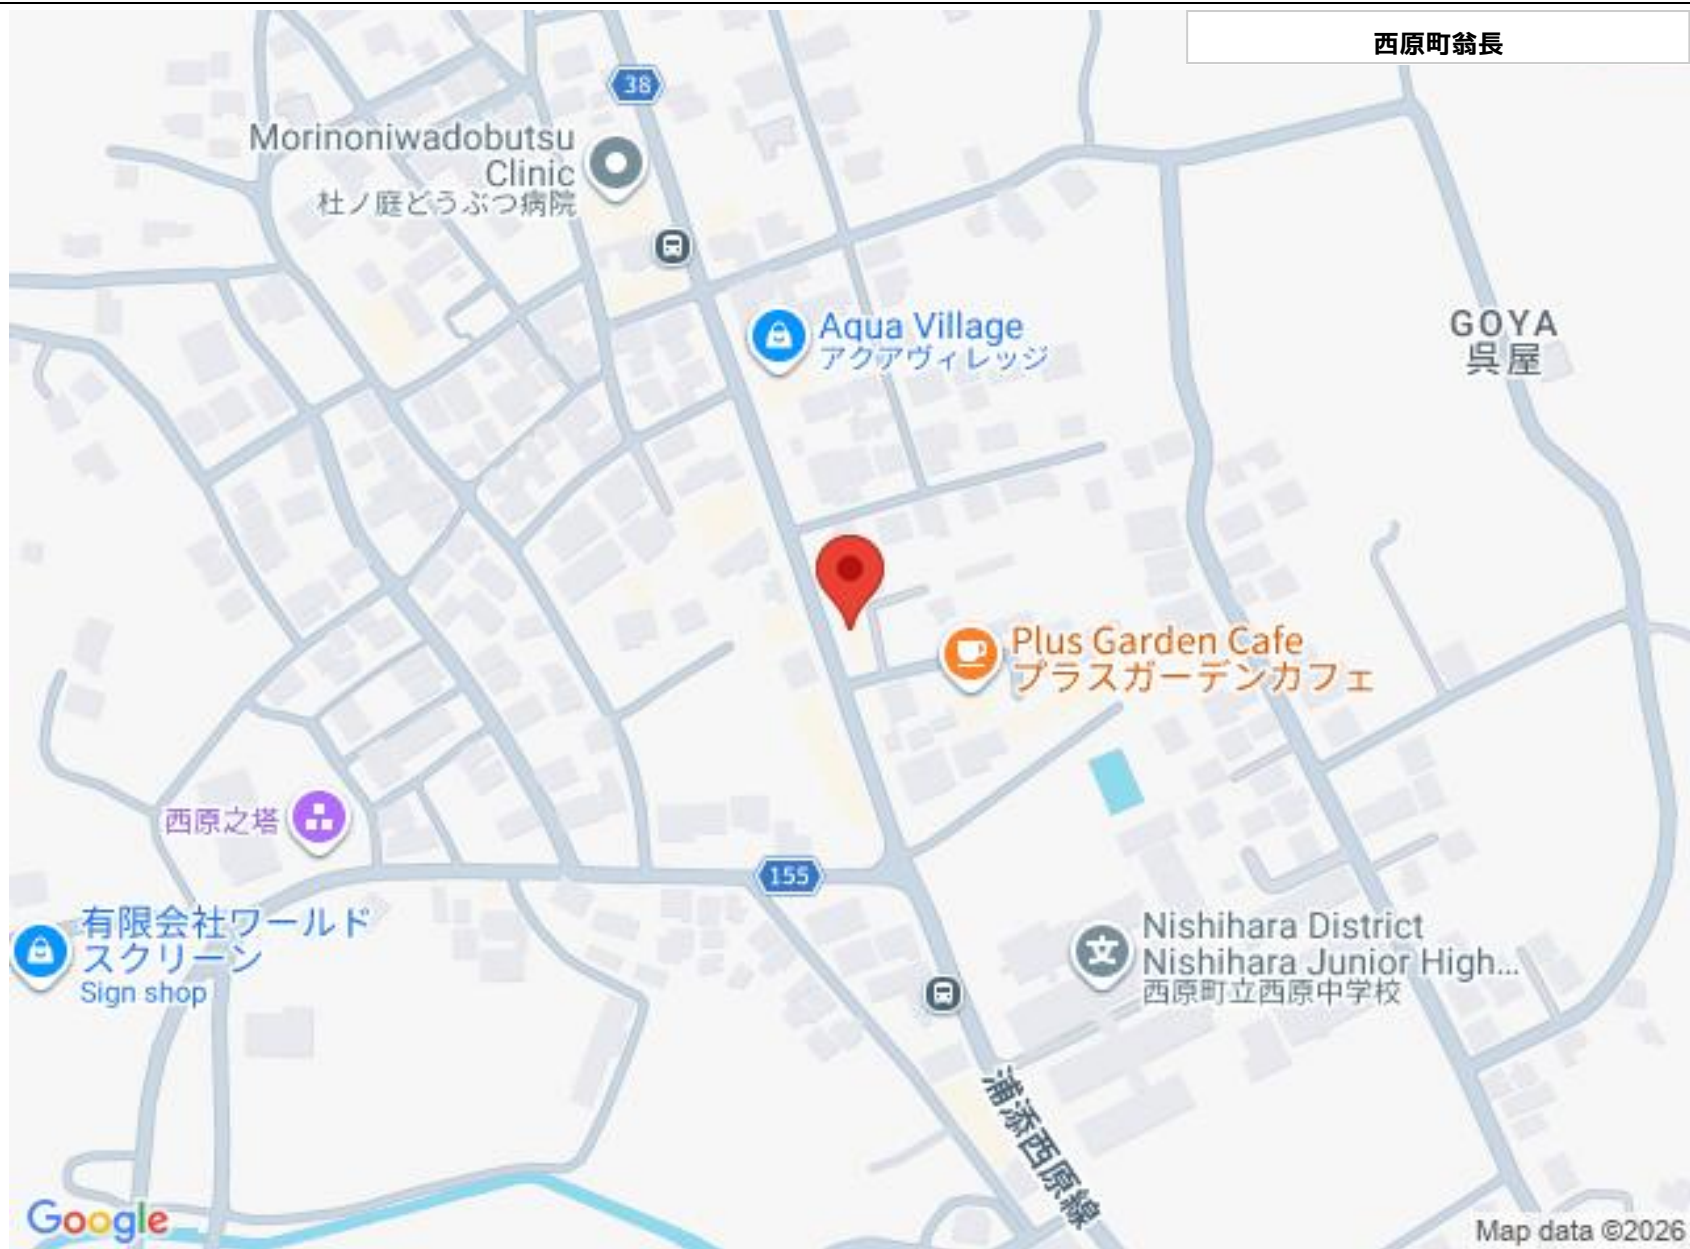 西原町翁長
38
Morinoniwadobutsu
Clinic
杜ノ庭どうぶつ病院
Aqua Village
アクアヴィレッジ
GOYA
呉屋
Plus Garden Cafe
プラスガーデンカフェ
西原之塔
155
有限会社ワールド
スクリーン
Sign shop
Nishihara District
Nishihara Junior High...
西原町立西原中学校
浦添西原線
Google
Map data ©2026